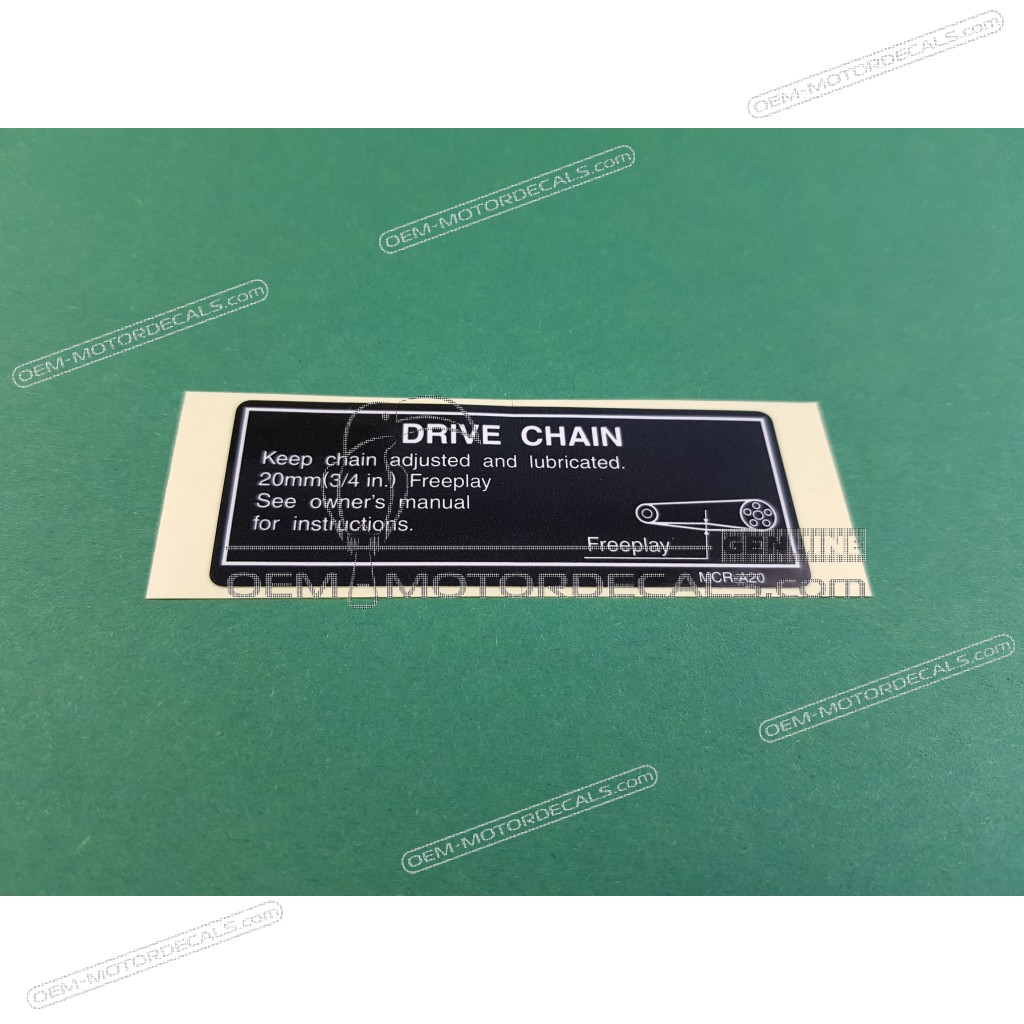 OEM-MOTORDECALS.com
OEM-MOTORDECALS.com
OEM-MOTORDECALS.com
DRIVE CHAIN
Keep chain adjusted and lubricated.
20mm(3/4 in.) Freeplay
See owner's manual
for instructions.
Freeplay
GENUINE
MCR-A20
OEM-MOTORDECALS.com
OEM-MOTORDECALS.com
OEM-MOTORDECALS.com
OEM-MOTORDECALS.com